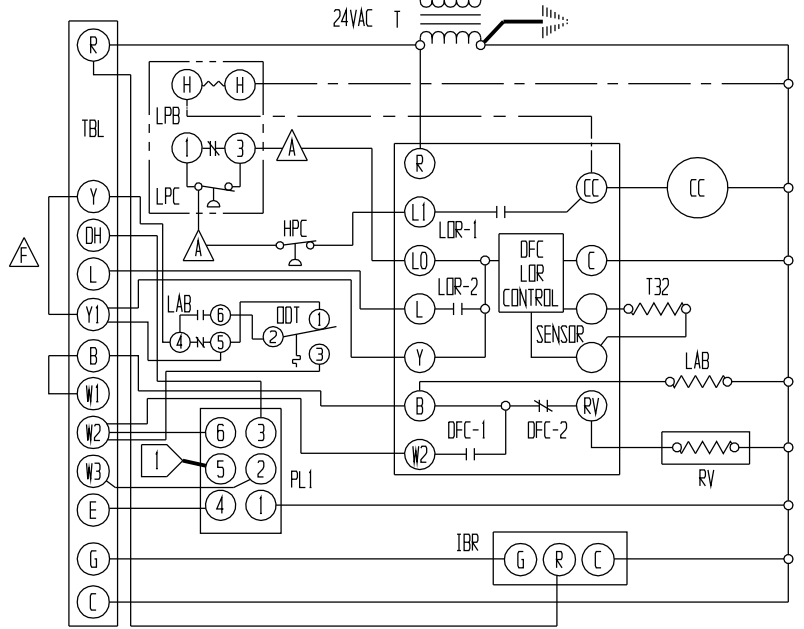 24VAC T
R
H H
TBL
LPB
1 3 A
R
LPC
CC CC
F
Y
A
HPC
L1
LOR-1
OH
LO
DFC
LOR
CONTROL
C
L
LOR-2
T32
LAB
6
ODT
1
L
Y1
4 5
2
SENSOR
3
Y
B
LAB
W1
B
RV
W2
6 3
DFC-1
DFC-2
1
5 2
W2
W3
PL1
RV
E
4 1
IBR
G
G R C
C